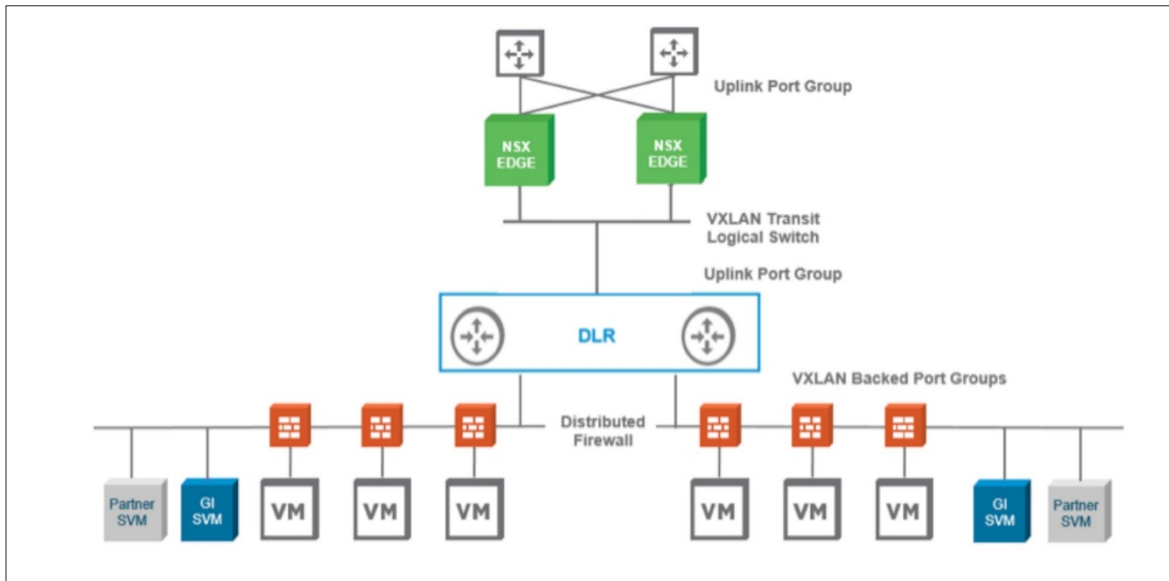 Uplink Port Group
NSX
EDGE
NSX
EDGE
VXLAN Transit
Logical Switch
Uplink Port Group
DLR
VXLAN Backed Port Groups
Distributed
Firewall
Partner
SVM
GI
SVM
VM
VM
VM
VM
VM
VM
GI
SVM
Partner
SVM